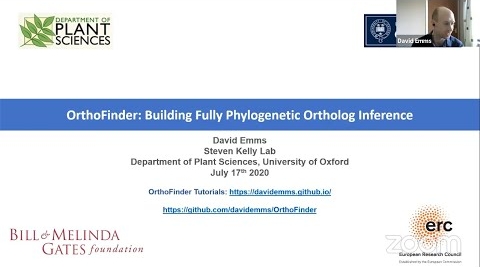 DEPARTMENT OF
PLANT
SCIENCES
David Emms
OrthoFinder: Building Fully Phylogenetic Ortholog Inference
David Emms
Steven Kelly Lab
Department of Plant Sciences, University of Oxford
July 17th 2020
OrthoFinder Tutorials: https://davidemms.github.io/
https://github.com/davidemms/OrthoFinder
BILL & MELINDA
GATES foundation
erc
zoom
European Research Council
Established by the European Commission